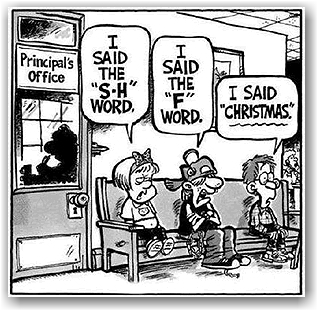 Principal's
Office
I
SAID
THE
"S-H"
WORD.
I
SAID
THE
"F"
WORD.
I SAID
"CHRISTMAS."